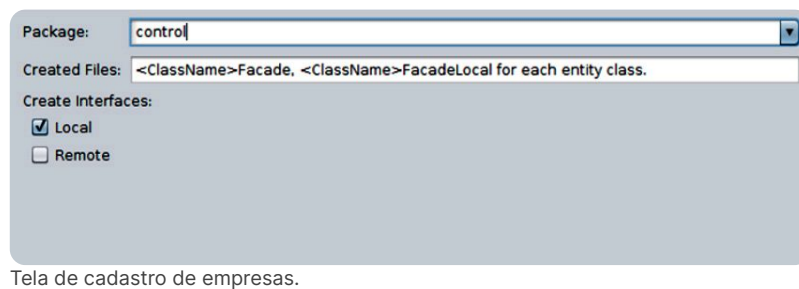 Package: control
Created Files: <ClassName>Facade, <ClassName>FacadeLocal for each entity class.
Create Interfaces:
Local
Remote
Tela de cadastro de empresas.